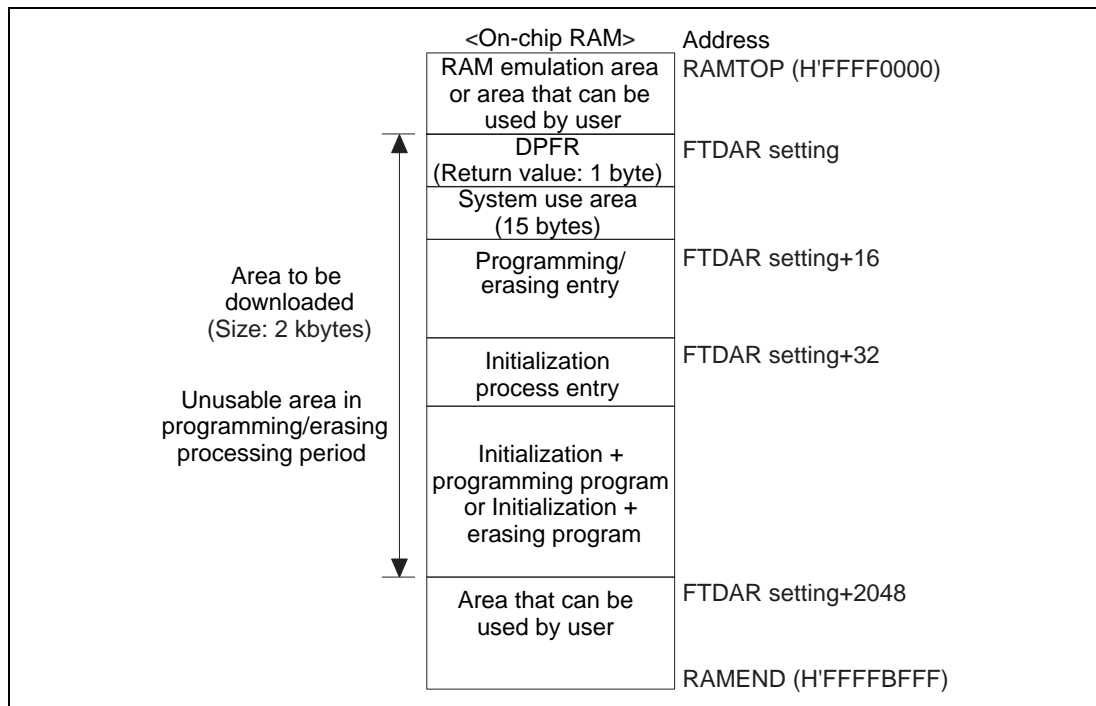 <On-chip RAM>
Address
RAM emulation area
or area that can be
used by user
RAMTOP (H'FFFF0000)
DPFR
(Return value: 1 byte)
FTDAR setting
System use area
(15 bytes)
Programming/
erasing entry
FTDAR setting+16
Area to be
downloaded
(Size: 2 kbytes)
Initialization
process entry
FTDAR setting+32
Unusable area in
programming/erasing
processing period
Initialization +
programming program
or Initialization +
erasing program
Area that can be
used by user
FTDAR setting+2048
RAMEND (H'FFFFBFFF)